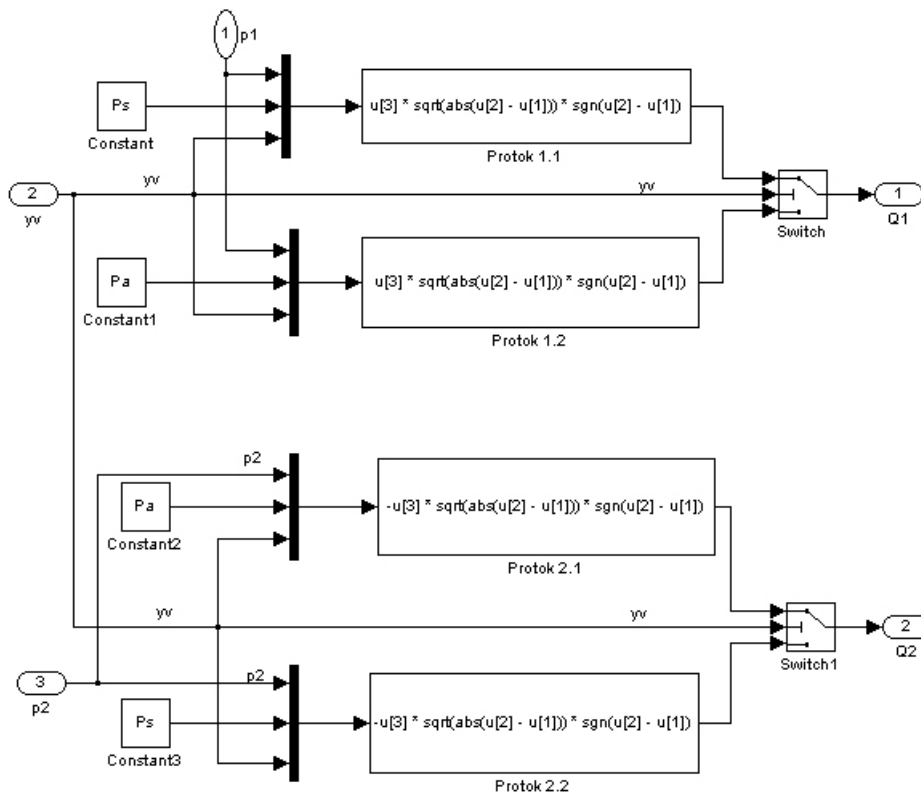 1
p1
Ps
Constant
u[3] * sqrt(abs(u[2] - u[1])) * sgn(u[2] - u[1])
Protok 1.1
2
yv
yv
yv
Switch
1
Q1
Pa
Constant1
u[3] * sqrt(abs(u[2] - u[1])) * sgn(u[2] - u[1])
Protok 1.2
p2
Pa
Constant2
-u[3] * sqrt(abs(u[2] - u[1])) * sgn(u[2] - u[1])
Protok 2.1
yv
yv
Switch1
2
Q2
3
p2
p2
Ps
Constant3
-u[3] * sqrt(abs(u[2] - u[1])) * sgn(u[2] - u[1])
Protok 2.2